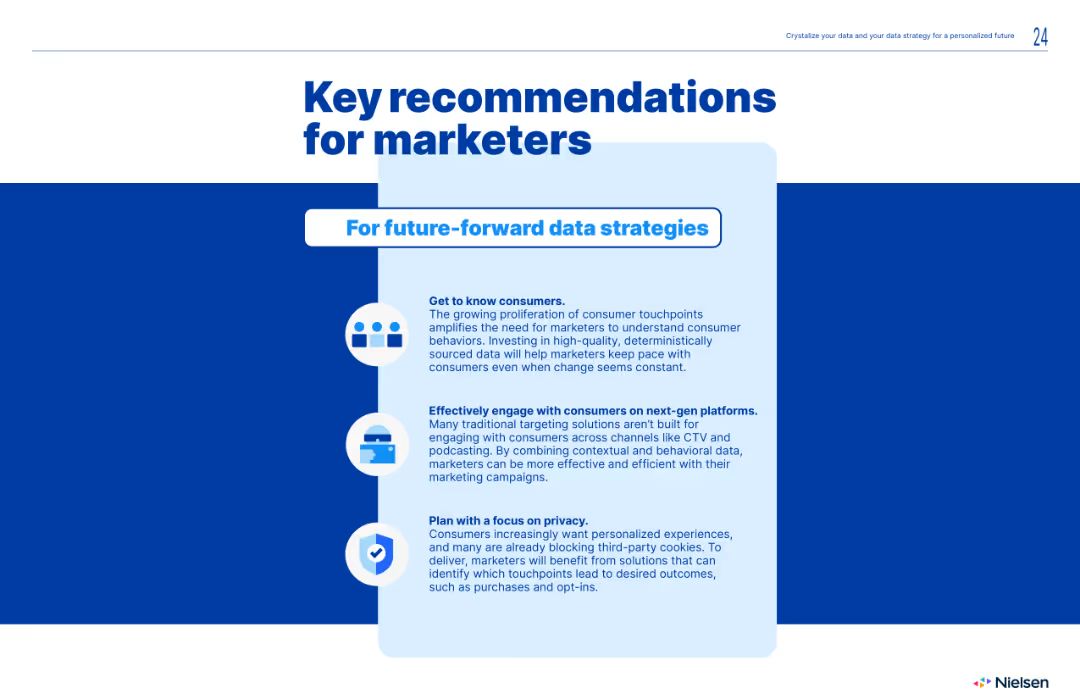 Crystalize your data and your data strategy for a personalized future
24
Key recommendations
for marketers
For future-forward data strategies
Get to know consumers.
The growing proliferation of consumer touchpoints
amplifies the need for marketers to understand consumer
behaviors. Investing in high-quality, deterministically
sourced data will help marketers keep pace with
consumers even when change seems constant.
Effectively engage with consumers on next-gen platforms.
Many traditional targeting solutions aren't built for
engaging with consumers across channels like CTV and
podcasting. By combining contextual and behavioral data,
marketers can be more effective and efficient with their
marketing campaigns.
Plan with a focus on privacy.
Consumers increasingly want personalized experiences,
and many are already blocking third-party cookies. To
deliver, marketers will benefit from solutions that can
identify which touchpoints lead to desired outcomes,
such as purchases and opt-ins.
Nielsen